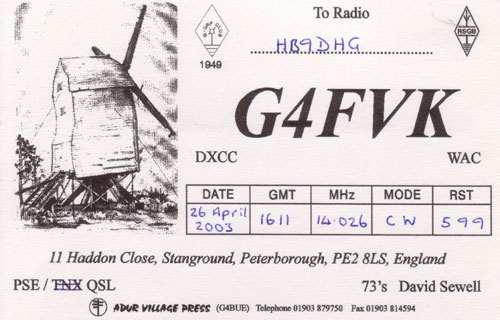 To Radio
G-QRP CLUB
RSGB
HB9DHG
1949
G4FVK
DXCC WAC
DATE GMT MHz MODE RST
26 April 2003 1611 14.026 CW 599
11 Haddon Close, Stanground, Peterborough, PE2 8LS, England
PSE / TNX QSL 73's David Sewell
ADUR VILLAGE PRESS (G4BUE) Telephone 01903 879750 Fax 01903 814594